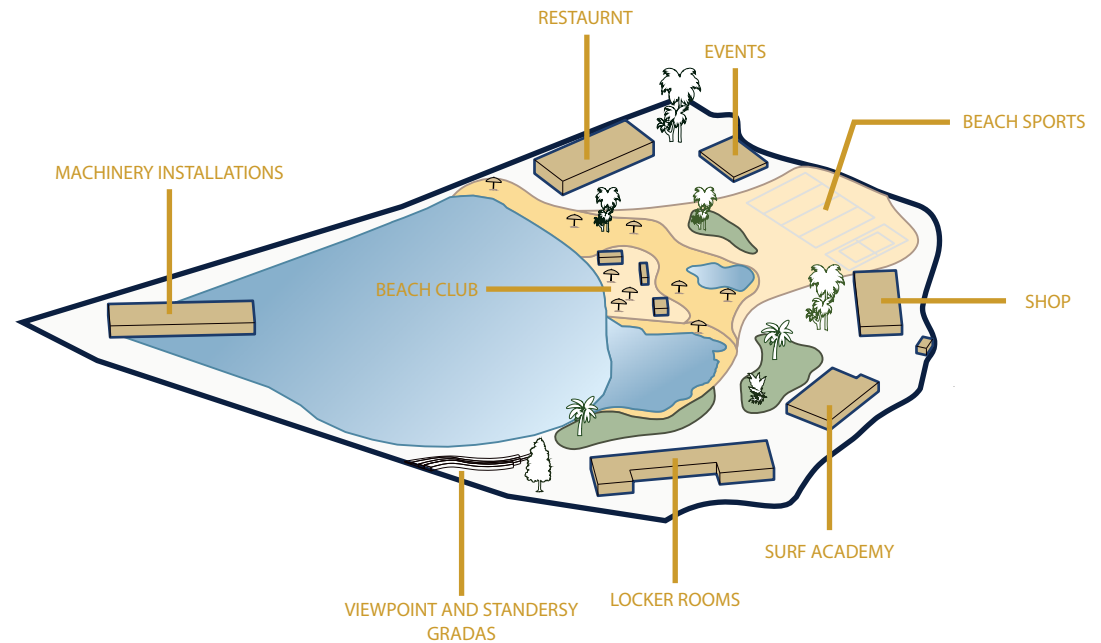 RESTAURNT
EVENTS
BEACH SPORTS
MACHINERY INSTALLATIONS
BEACH CLUB
SHOP
SURF ACADEMY
LOCKER ROOMS
VIEWPOINT AND STANDERSY
GRADAS